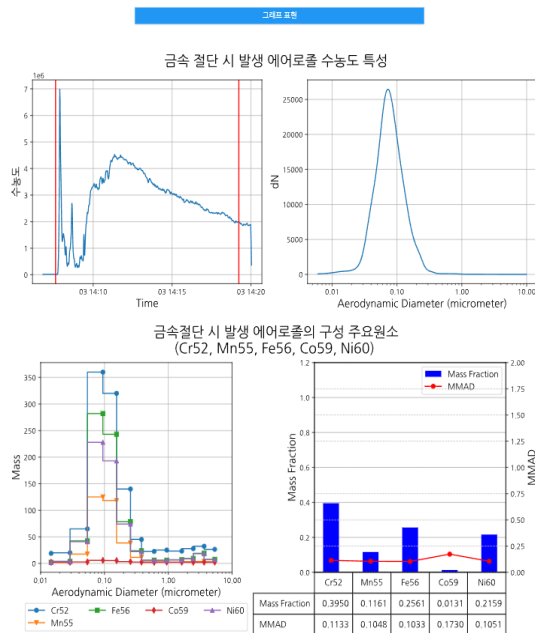 그래프 표현
금속 절단 시 발생 에어로졸 수농도 특성
1e6
7
6
5
4
3
2
1
0
수농도
03 14:10
03 14:15
03 14:20
Time
25000
20000
15000
10000
5000
0
dN
0.01
0.10
1.00
10.00
Aerodynamic Diameter (micrometer)
금속절단 시 발생 에어로졸의 구성 주요원소
(Cr52, Mn55, Fe56, Co59, Ni60)
350
300
250
200
150
100
50
0
Mass
0.01
0.10
1.00
10.00
Aerodynamic Diameter (micrometer)
Cr52 Fe56 Co59 Ni60
Mn55
Mass Fraction
MMAD
1.2
1.0
0.8
0.6
0.4
0.2
0.0
Mass Fraction
2.00
1.75
1.50
1.25
1.00
0.75
0.50
0.25
0.00
MMAD
Cr52 Mn55 Fe56 Co59 Ni60
Mass Fraction 0.3950 0.1161 0.2561 0.0131 0.2159
MMAD 0.1133 0.1048 0.1033 0.1730 0.1051